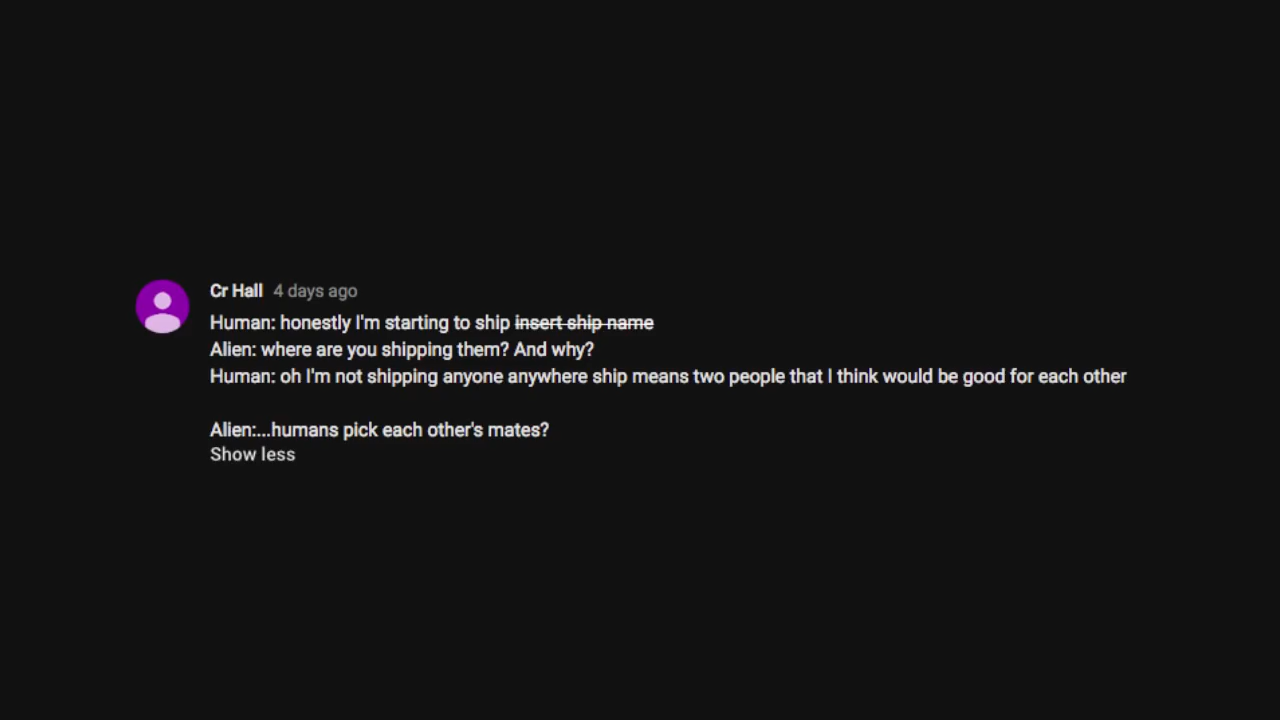 Cr Hall 4 days ago
Human: honestly I'm starting to ship insert ship name
Alien: where are you shipping them? And why?
Human: oh I'm not shipping anyone anywhere ship means two people that I think would be good for each other
Alien:...humans pick each other's mates?
Show less